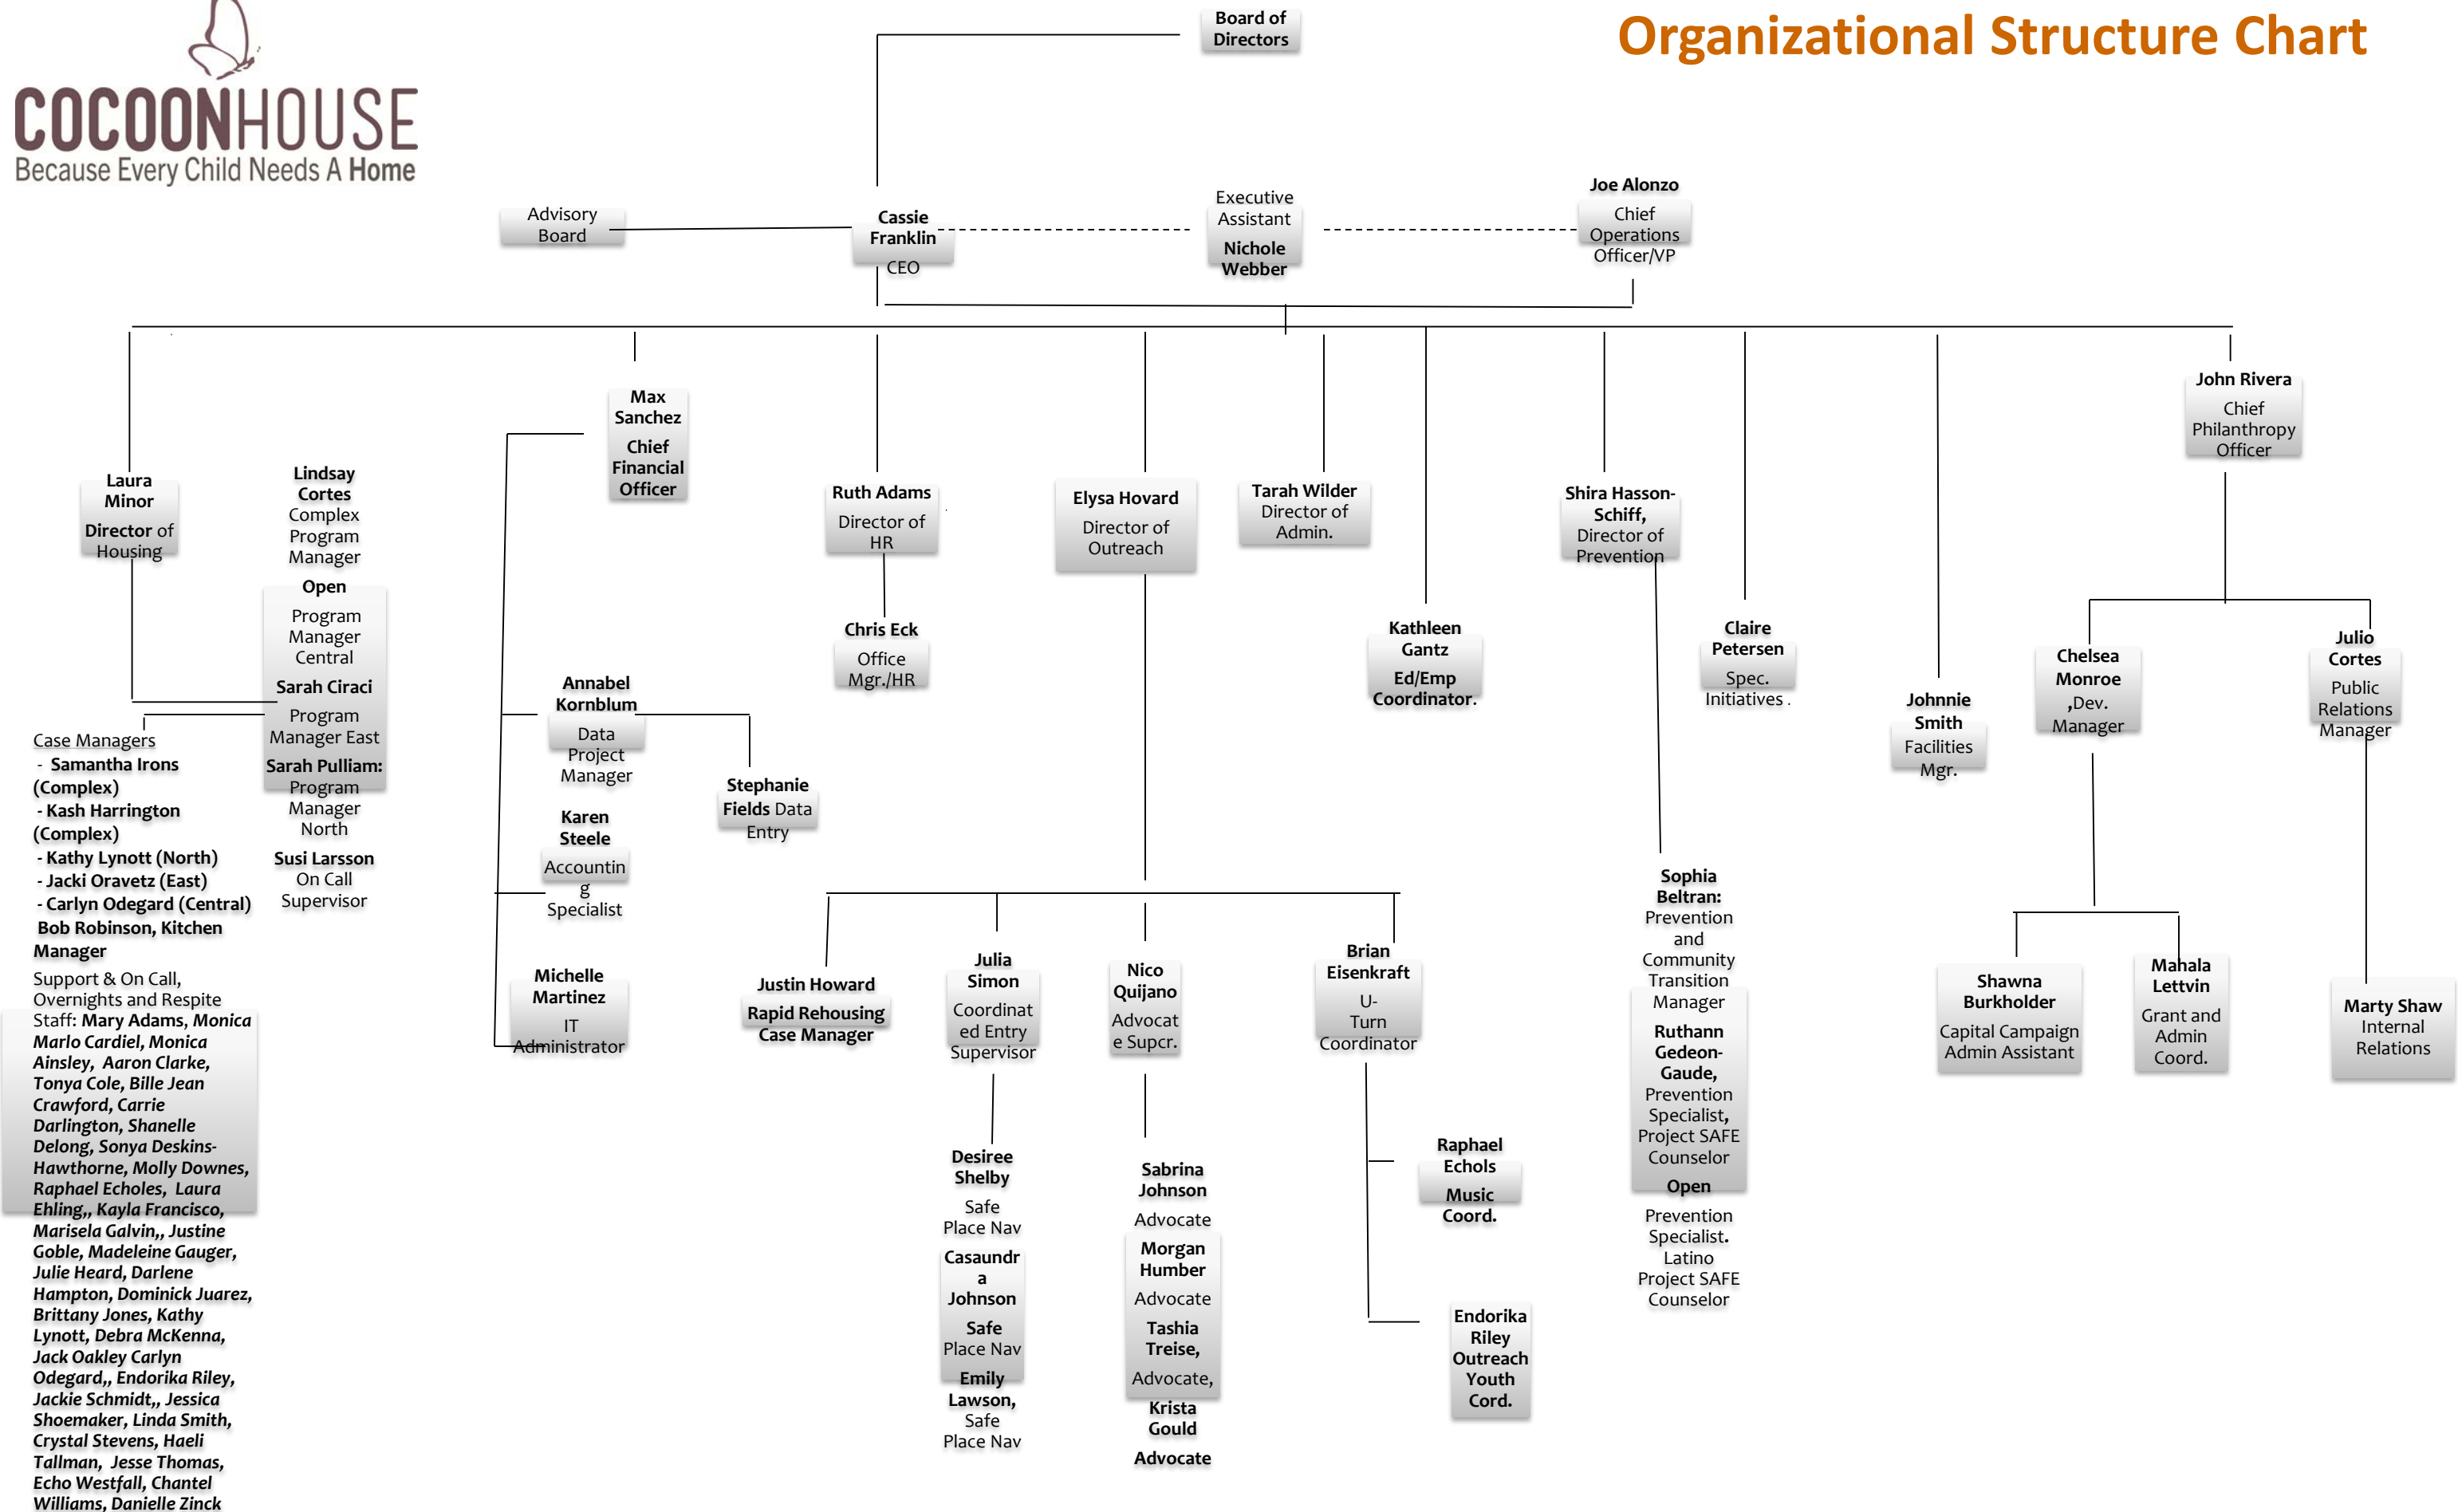 Organizational Structure Chart
COCOONHOUSE
Because Every Child Needs A Home
Board of
Directors
Advisory
Board
Cassie
Franklin
CEO
Executive
Assistant
Nichole
Webber
Joe Alonzo
Chief
Operations
Officer/VP
Laura
Minor
Director of
Housing
Lindsay
Cortes
Complex
Program
Manager
Open
Program
Manager
Central
Sarah Ciraci
Program
Manager East
Sarah Pulliam:
Program
Manager
North
Susi Larsson
On Call
Supervisor
Case Managers
- Samantha Irons
(Complex)
- Kash Harrington
(Complex)
- Kathy Lynott (North)
- Jacki Oravetz (East)
- Carlyn Odegard (Central)
Bob Robinson, Kitchen
Manager
Support & On Call,
Overnights and Respite
Staff: Mary Adams, Monica
Marlo Cardiel, Monica
Ainsley, Aaron Clarke,
Tonya Cole, Bille Jean
Crawford, Carrie
Darlington, Shanelle
Delong, Sonya Deskins-
Hawthorne, Molly Downes,
Raphael Echoles, Laura
Ehling,, Kayla Francisco,
Marisela Galvin,, Justine
Goble, Madeleine Gauger,
Julie Heard, Darlene
Hampton, Dominick Juarez,
Brittany Jones, Kathy
Lynott, Debra McKenna,
Jack Oakley Carlyn
Odegard,, Endorika Riley,
Jackie Schmidt,, Jessica
Shoemaker, Linda Smith,
Crystal Stevens, Haeli
Tallman, Jesse Thomas,
Echo Westfall, Chantel
Williams, Danielle Zinck
Max
Sanchez
Chief
Financial
Officer
Annabel
Kornblum
Data
Project
Manager
Stephanie
Fields Data
Entry
Karen
Steele
Accountin
g
Specialist
Michelle
Martinez
IT
Administrator
Ruth Adams
Director of
HR
Chris Eck
Office
Mgr./HR
Elysa Hovard
Director of
Outreach
Justin Howard
Rapid Rehousing
Case Manager
Julia
Simon
Coordinat
ed Entry
Supervisor
Desiree
Shelby
Safe
Place Nav
Casaundr
a
Johnson
Safe
Place Nav
Emily
Lawson,
Safe
Place Nav
Nico
Quijano
Advocat
e Supcr.
Sabrina
Johnson
Advocate
Morgan
Humber
Advocate
Tashia
Treise,
Advocate,
Krista
Gould
Advocate
Brian
Eisenkraft
U-
Turn
Coordinator
Raphael
Echols
Music
Coord.
Endorika
Riley
Outreach
Youth
Cord.
Tarah Wilder
Director of
Admin.
Kathleen
Gantz
Ed/Emp
Coordinator.
Shira Hasson-
Schiff,
Director of
Prevention
Sophia
Beltran:
Prevention
and
Community
Transition
Manager
Ruthann
Gedeon-
Gaude,
Prevention
Specialist,
Project SAFE
Counselor
Open
Prevention
Specialist.
Latino
Project SAFE
Counselor
Claire
Petersen
Spec.
Initiatives .
Johnnie
Smith
Facilities
Mgr.
John Rivera
Chief
Philanthropy
Officer
Chelsea
Monroe
,Dev.
Manager
Shawna
Burkholder
Capital Campaign
Admin Assistant
Mahala
Lettvin
Grant and
Admin
Coord.
Julio
Cortes
Public
Relations
Manager
Marty Shaw
Internal
Relations